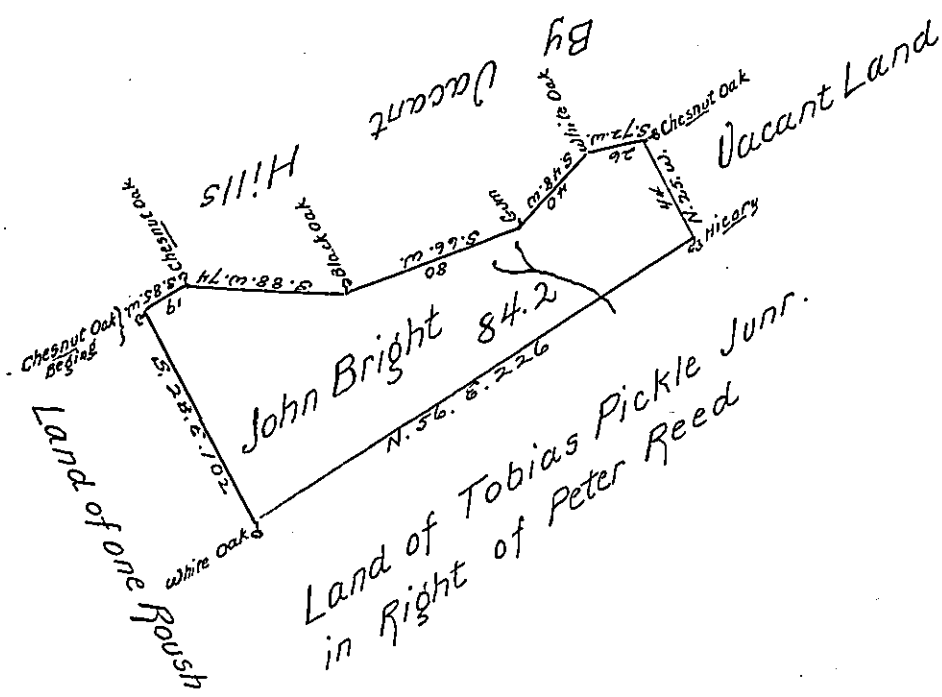 By
Vacant
Hills
White Oak
Chesnut Oak
Vacant Land
S. 72. W.
26
S. 48. W
40
N. 25. W.
44
Hicory
Gum
Black Oak
S. 66. W.
80
Chesnut Oak
S. 88. W. 74
S. 85. W.
19
Chesnut Oak
Beging
S. 28. E. 102
John Bright 84.2
N. 56. E. 226
White Oak
Land of one Roush
Land of Tobias Pickle Junr.
in Right of Peter Reed